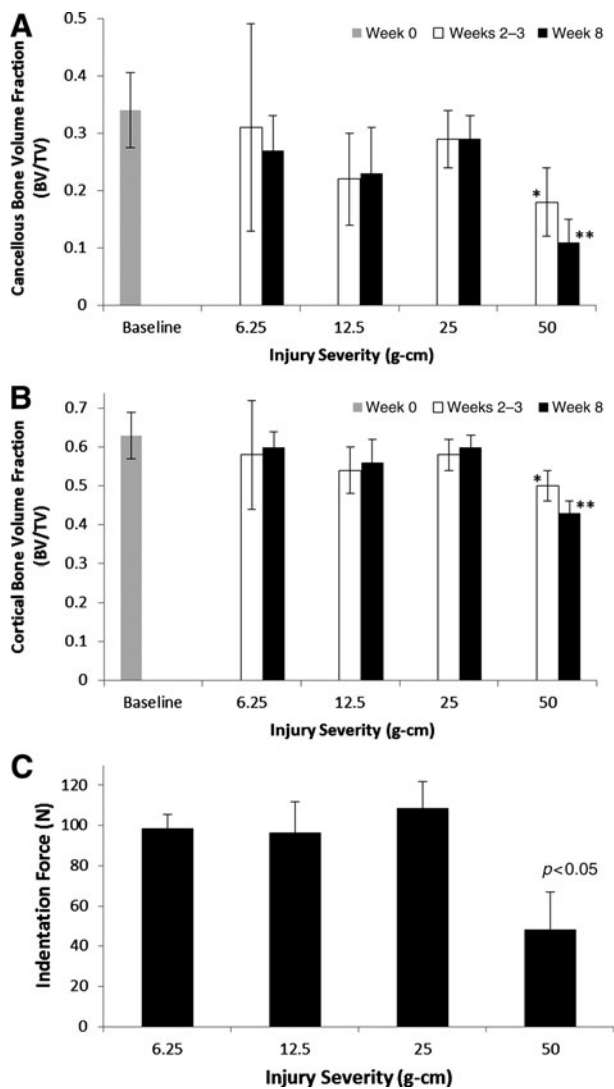 A
Week 0 Weeks 2–3 Week 8
Cancellous Bone Volume Fraction
(BV/TV)
0.5
0.4
0.3
0.2
0.1
0
*
**
Baseline 6.25 12.5 25 50
Injury Severity (g-cm)
B
Week 0 Weeks 2–3 Week 8
Cortical Bone Volume Fraction
(BV/TV)
0.7
0.6
0.5
0.4
0.3
0.2
0.1
0
*
**
Baseline 6.25 12.5 25 50
Injury Severity (g-cm)
C
Indentation Force (N)
120
100
80
60
40
20
0
p<0.05
6.25 12.5 25 50
Injury Severity (g-cm)